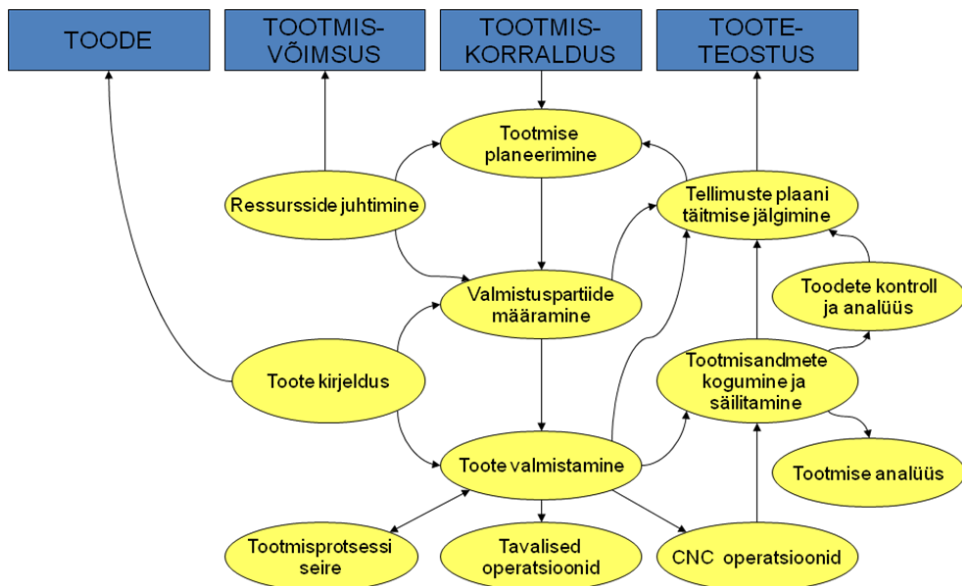 TOODE
TOOTMIS-
VÕIMSUS
TOOTMIS-
KORRALDUS
TOOTE-
TEOSTUS
Tootmise
planeerimine
Ressursside juhtimine
Tellimuste plaani
täitmise jälgimine
Valmistuspartiide
määramine
Toodete kontroll
ja analüüs
Toote kirjeldus
Tootmisandmete
kogumine ja
säilitamine
Toote valmistamine
Tootmise analüüs
Tootmisprotsessi
seire
Tavalised
operatsioonid
CNC operatsioonid